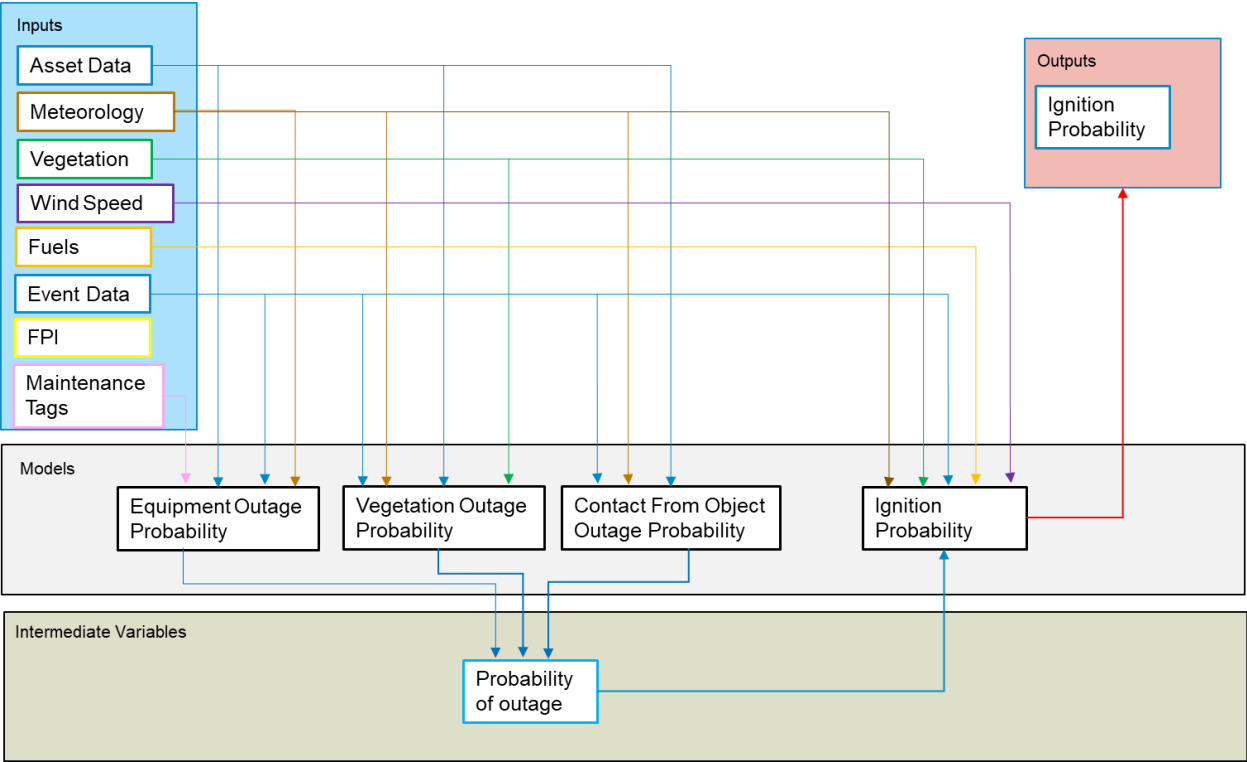 Inputs
Asset Data
Meteorology
Vegetation
Wind Speed
Fuels
Event Data
FPI
Maintenance
Tags
Outputs
Ignition
Probability
Models
Equipment Outage
Probability
Vegetation Outage
Probability
Contact From Object
Outage Probability
Ignition
Probability
Intermediate Variables
Probability
of outage